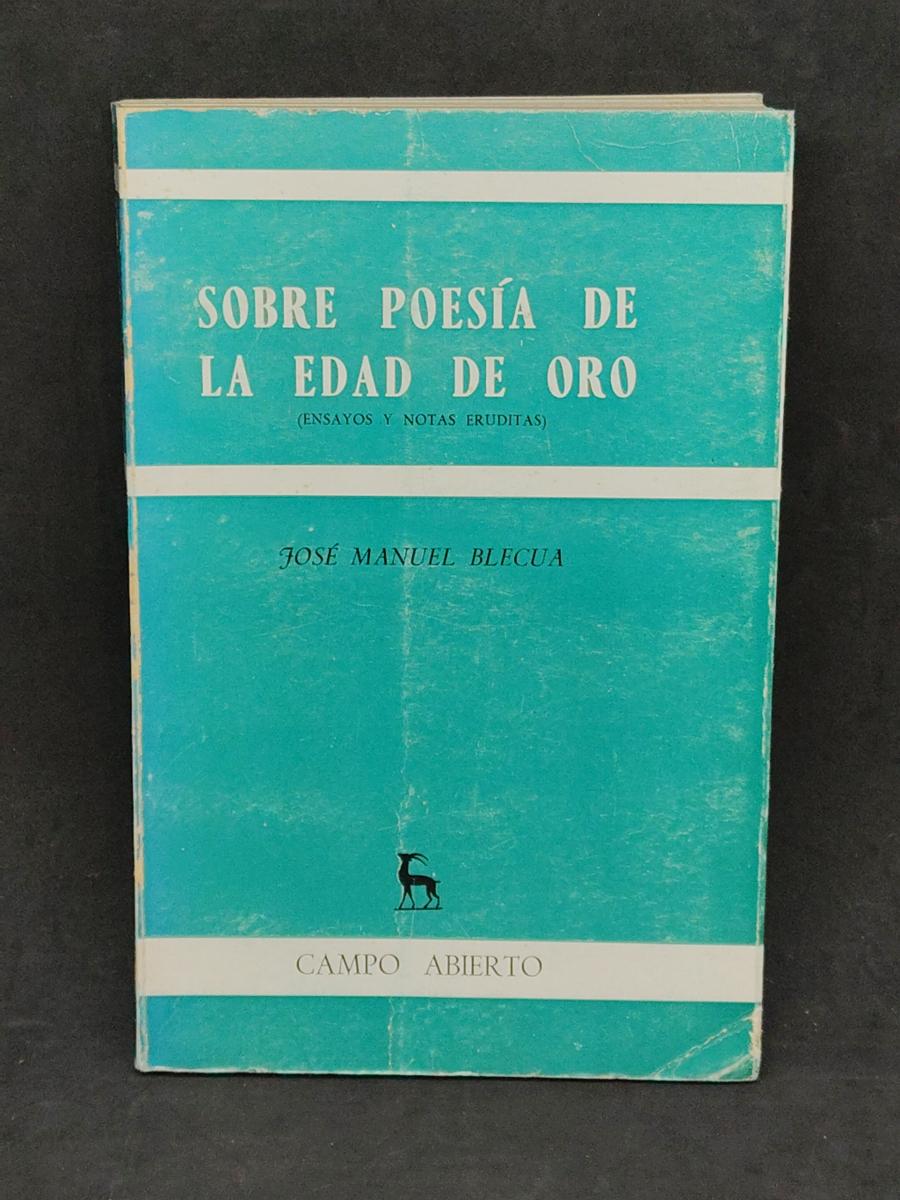 SOBRE POESÍA DE
LA EDAD DE ORO
(ENSAYOS Y NOTAS ERUDITAS)
JOSÉ MANUEL BLECUA
CAMPO ABIERTO